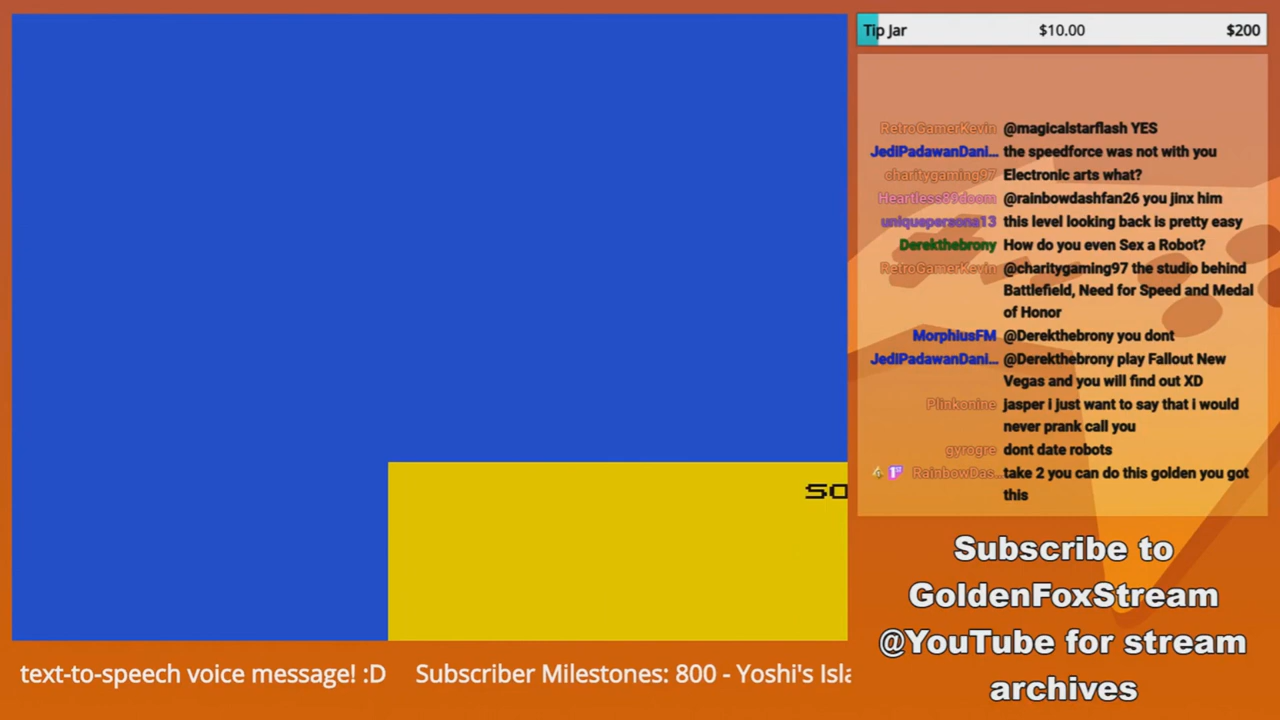 Tip Jar $10.00 $200
RetroGamerKevin @magicalstarflash YES
JediPadawanDani... the speedforce was not with you
charitygaming97 Electronic arts what?
Heartless89doom @rainbowdashfan26 you jinx him
uniquepersona13 this level looking back is pretty easy
Derekthebrony How do you even Sex a Robot?
RetroGamerKevin @charitygaming97 the studio behind
Battlefield, Need for Speed and Medal
of Honor
MorphiusFM @Derekthebrony you dont
JediPadawanDani... @Derekthebrony play Fallout New
Vegas and you will find out XD
Plinkonine jasper i just want to say that i would
never prank call you
gyrogre dont date robots
RainbowDas... take 2 you can do this golden you got
this
SO
Subscribe to
GoldenFoxStream
@YouTube for stream
archives
text-to-speech voice message! :D Subscriber Milestones: 800 - Yoshi's Isla